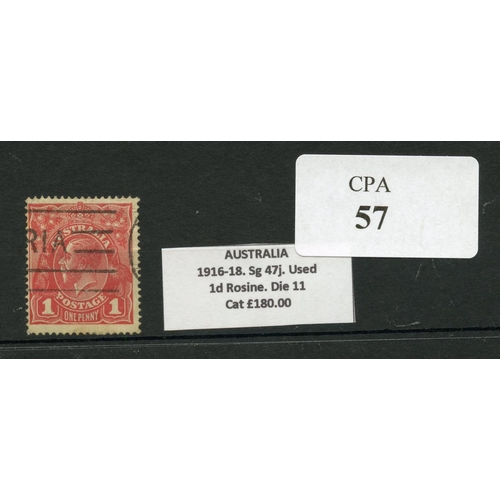 CPA
57
AUSTRALIA
1916-18. Sg 47j. Used
1d Rosine. Die 11
Cat £180.00
RIA
AUSTRALIA
1 POSTAGE 1
ONE PENNY